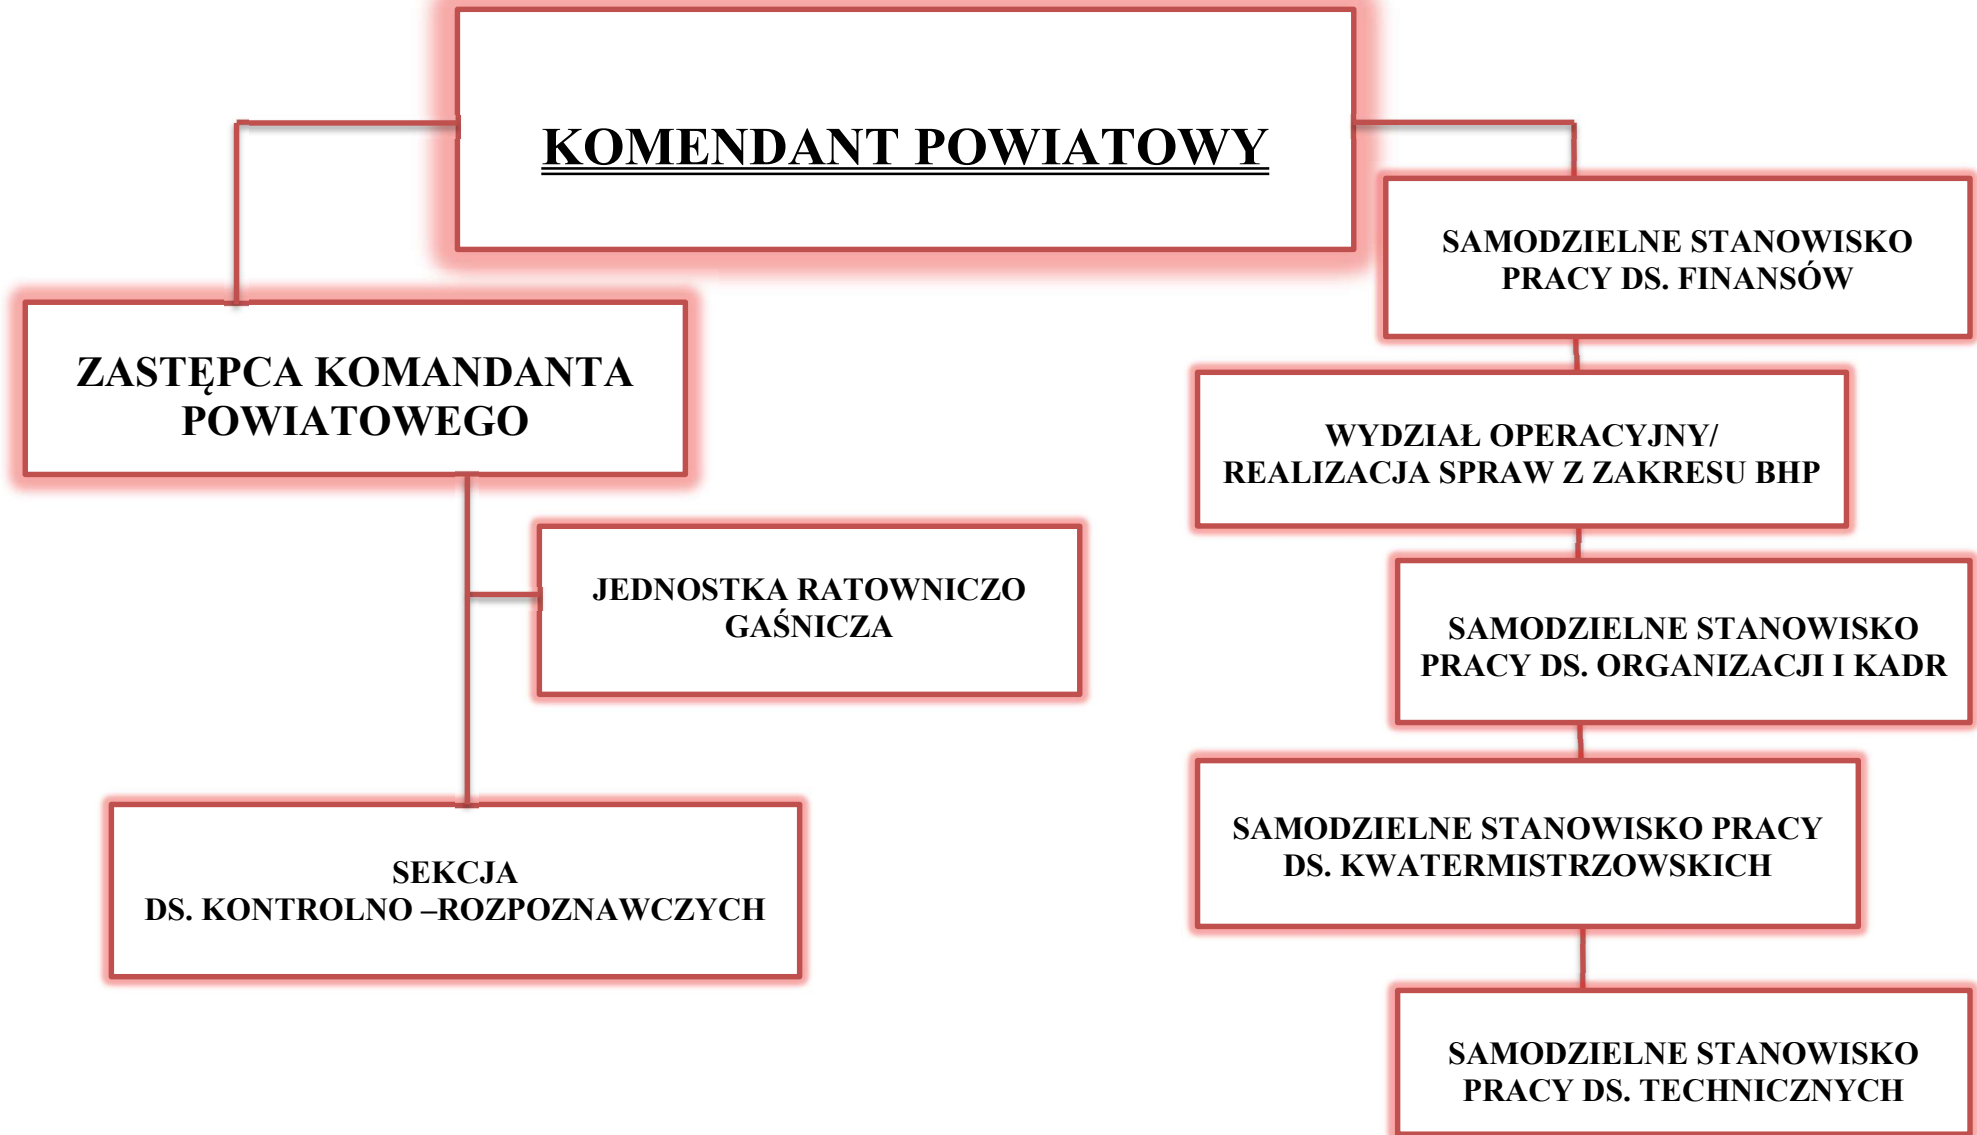 KOMENDANT POWIATOWY
ZASTĘPCA KOMANDANTA
POWIATOWEGO
JEDNOSTKA RATOWNICZO
GAŚNICZA
SEKCJA
DS. KONTROLNO –ROZPOZNAWCZYCH
SAMODZIELNE STANOWISKO
PRACY DS. FINANSÓW
WYDZIAŁ OPERACYJNY/
REALIZACJA SPRAW Z ZAKRESU BHP
SAMODZIELNE STANOWISKO
PRACY DS. ORGANIZACJI I KADR
SAMODZIELNE STANOWISKO PRACY
DS. KWATERMISTRZOWSKICH
SAMODZIELNE STANOWISKO
PRACY DS. TECHNICZNYCH